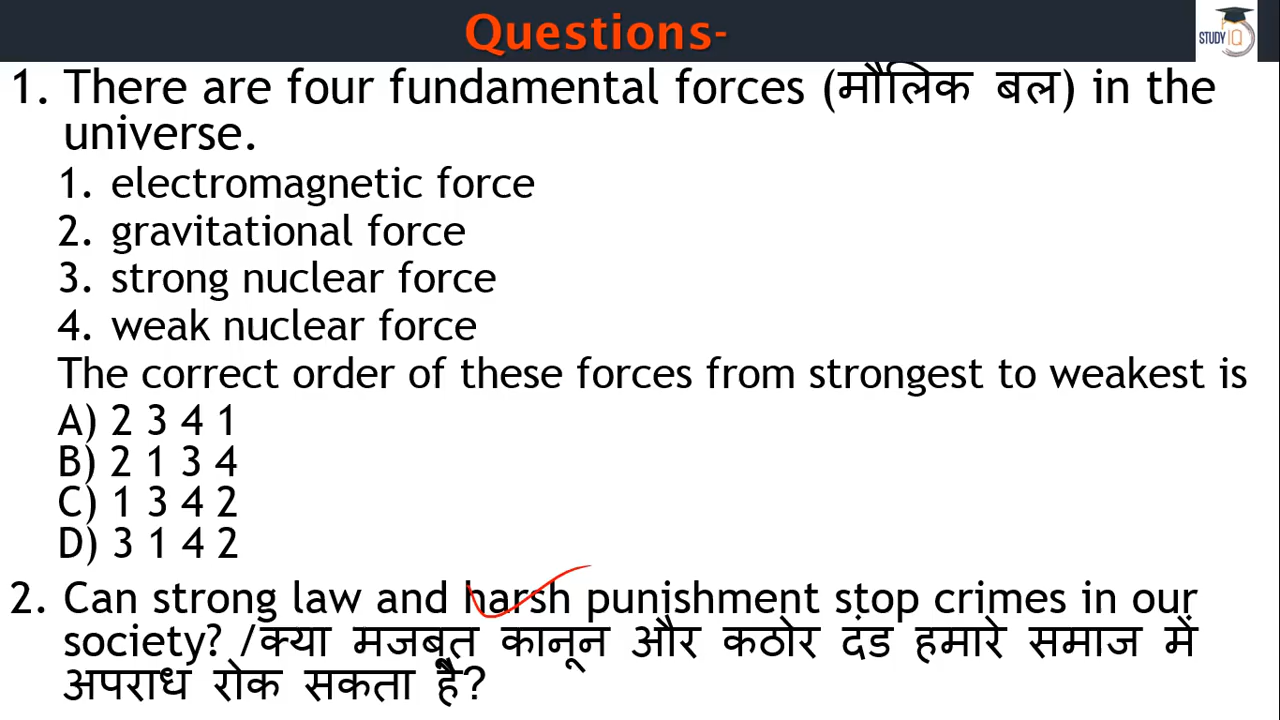 Questions-
STUDY IQ
1. There are four fundamental forces (मौलिक बल) in the
universe.
1. electromagnetic force
2. gravitational force
3. strong nuclear force
4. weak nuclear force
The correct order of these forces from strongest to weakest is
A) 2 3 4 1
B) 2 1 3 4
C) 1 3 4 2
D) 3 1 4 2
2. Can strong law and harsh punishment stop crimes in our
society? /क्या मजबूत कानून और कठोर दंड हमारे समाज में
अपराध रोक सकता है?